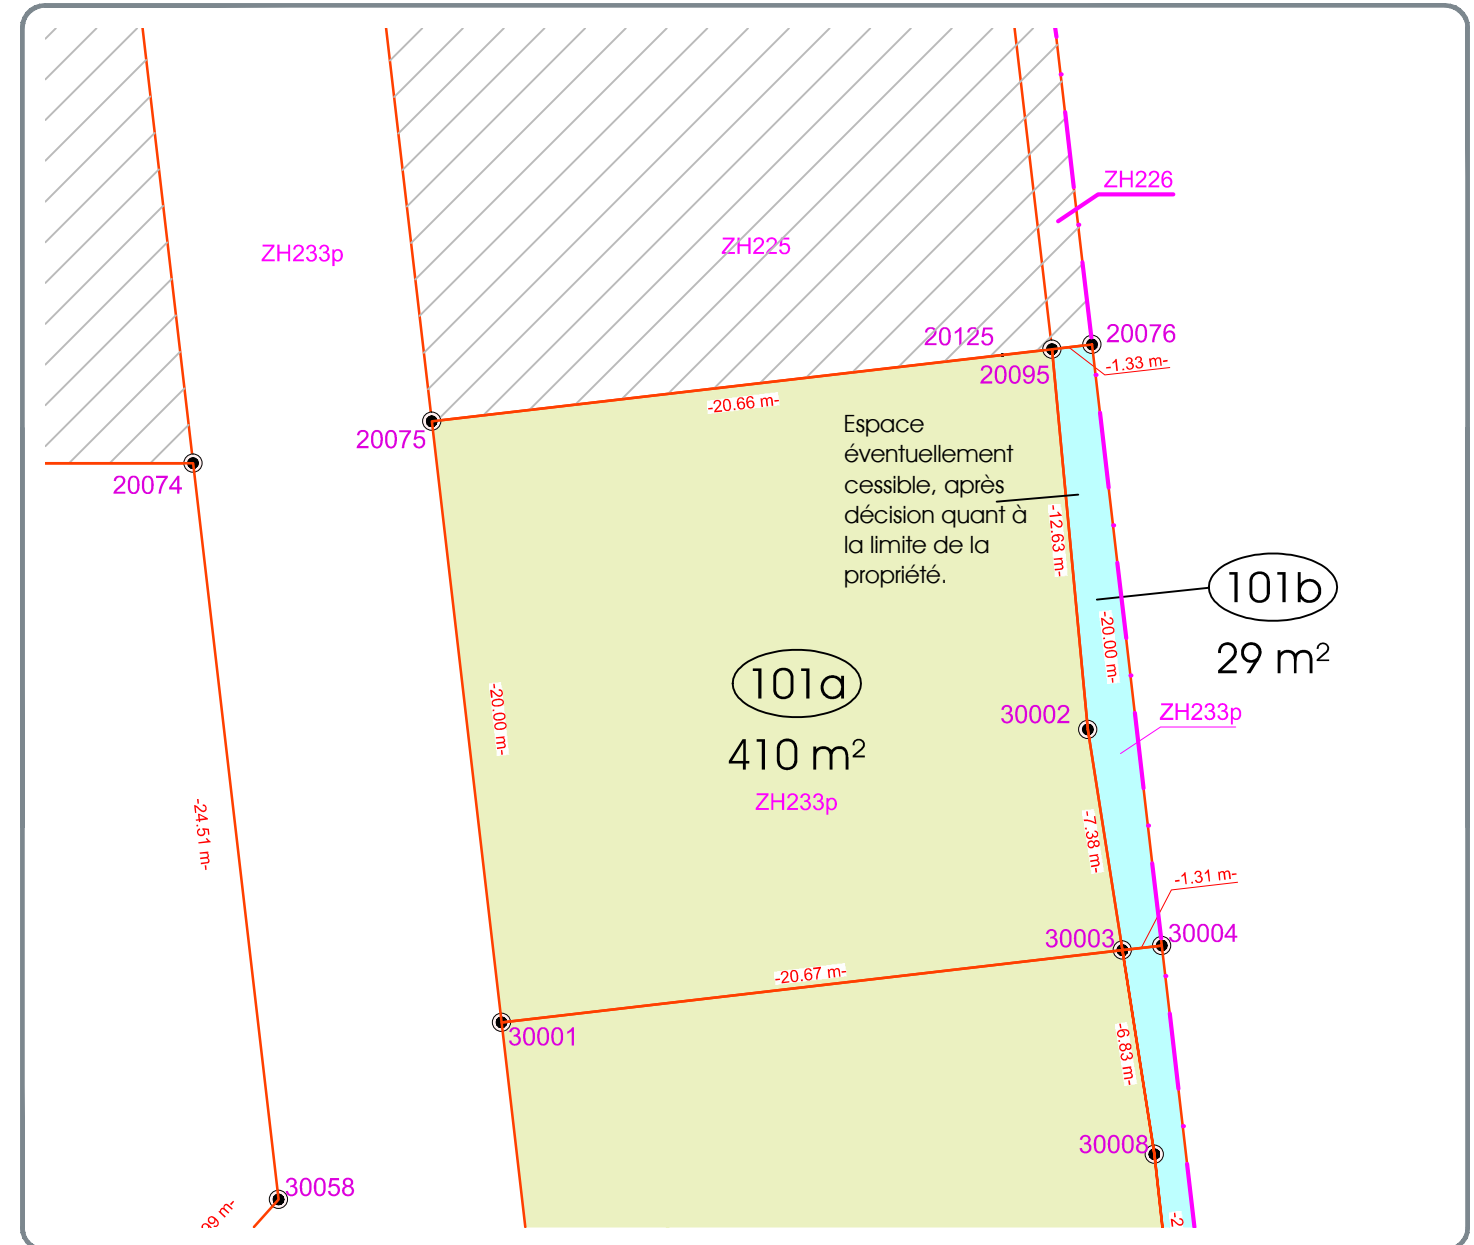 ZH226
ZH233p
ZH225
20125
20076
20095
-1.33 m-
-20.66 m-
20075
Espace
éventuellement
cessible, après
décision quant à
la limite de la
propriété.
20074
-12.63 m-
101b
29 m²
-20.00 m-
101a
410 m²
ZH233p
-20.00 m-
30002
ZH233p
-24.51 m-
-7.38 m-
-1.31 m-
30003
30004
-20.67 m-
30001
-6.83 m-
30008
30058
99 m-
-2